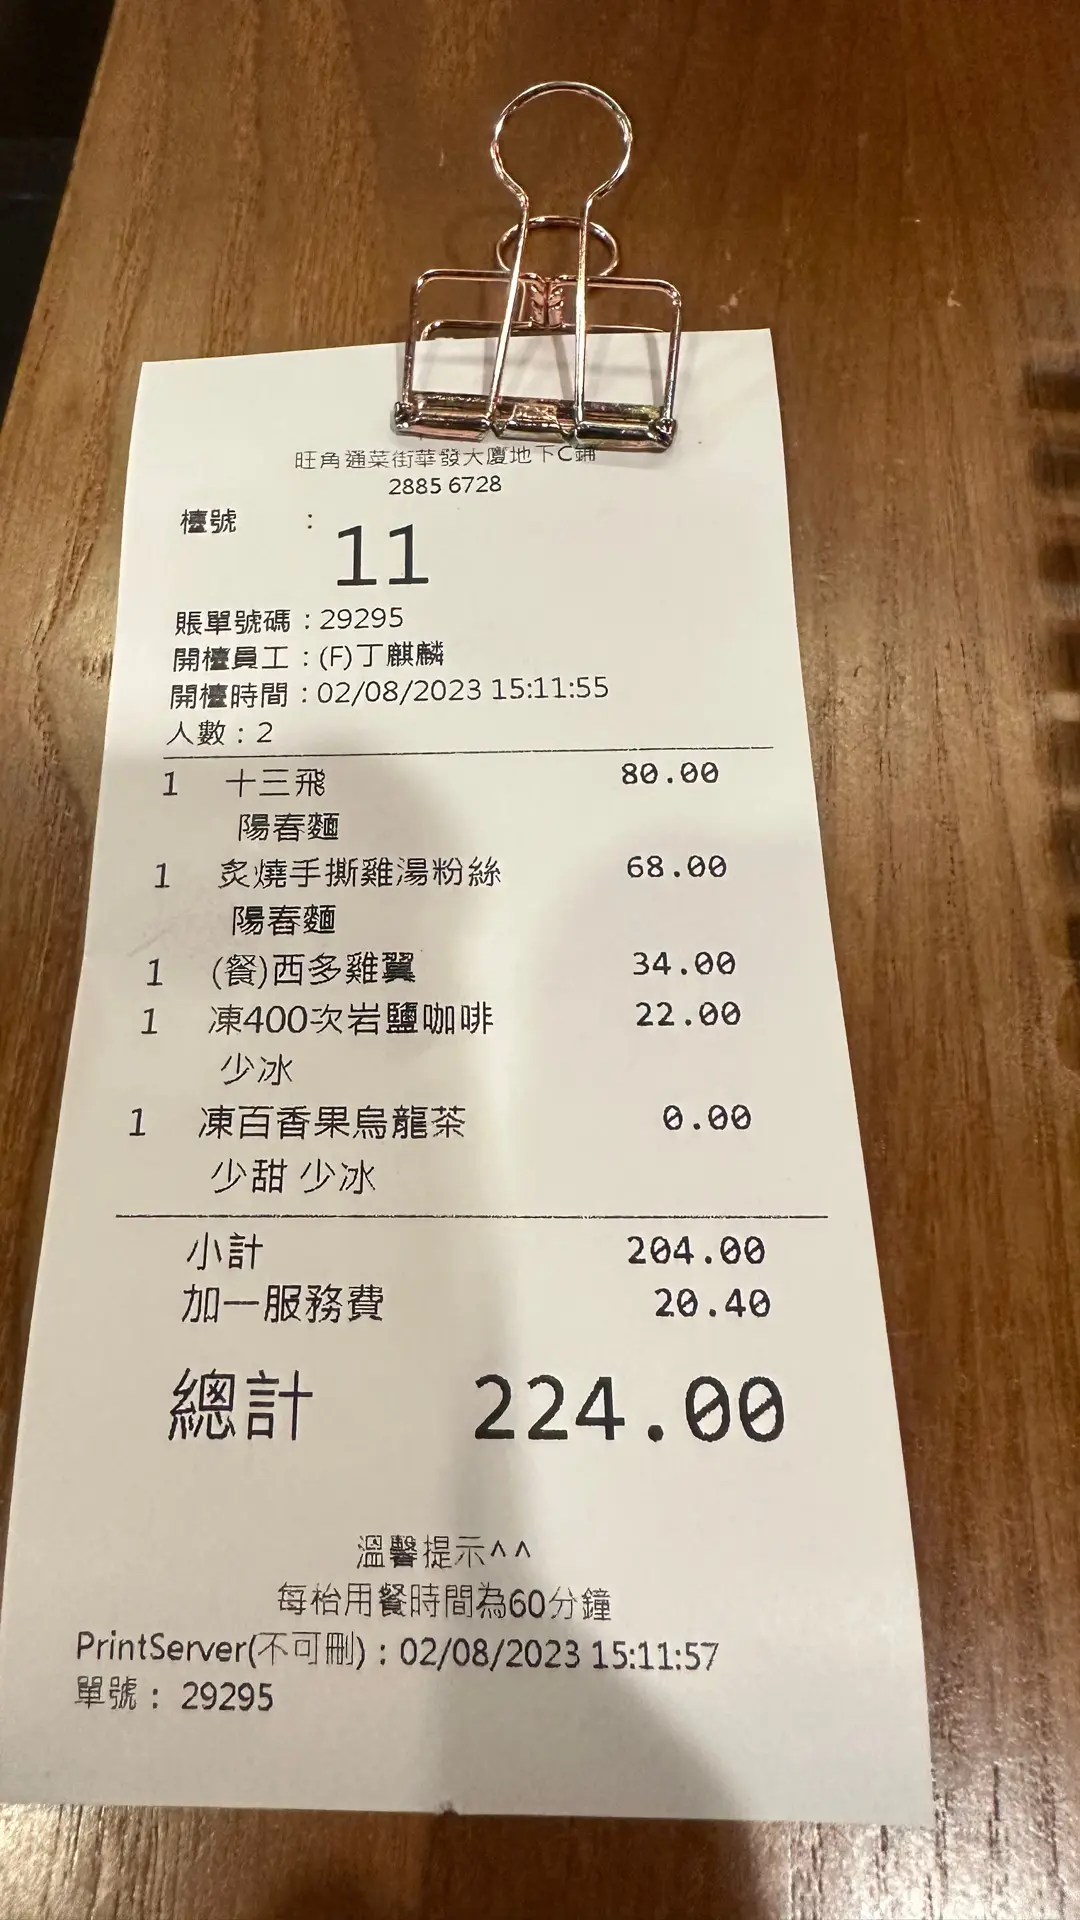 旺角通菜街華發大廈地下C鋪
2885 6728
檯號 :
11
賬單號碼 : 29295
開檯員工 : (F)丁麒麟
開檯時間 : 02/08/2023 15:11:55
人數 : 2
1 十三飛 80.00
陽春麵
1 炙燒手撕雞湯粉絲 68.00
陽春麵
1 (餐)西多雞翼 34.00
1 凍400次岩鹽咖啡 22.00
少冰
1 凍百香果烏龍茶 0.00
少甜 少冰
小計 204.00
加一服務費 20.40
總計 224.00
溫馨提示^^
每枱用餐時間為60分鐘
PrintServer(不可刪) : 02/08/2023 15:11:57
單號 : 29295